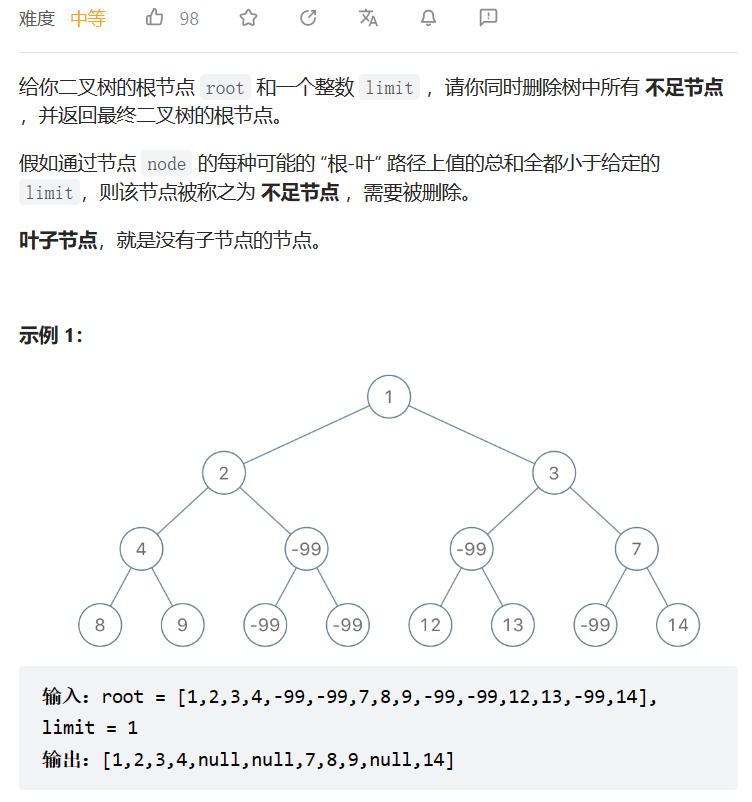 难度 中等 98
给你二叉树的根节点 root 和一个整数 limit ，请你同时删除树中所有 不足节点
，并返回最终二叉树的根节点。
假如通过节点 node 的每种可能的 “根-叶” 路径上值的总和全都小于给定的
limit，则该节点被称之为 不足节点 ，需要被删除。
叶子节点，就是没有子节点的节点。
示例 1：
1
2 3
4 -99 -99 7
8 9 -99 -99 12 13 -99 14
输入：root = [1,2,3,4,-99,-99,7,8,9,-99,-99,12,13,-99,14],
limit = 1
输出：[1,2,3,4,null,null,7,8,9,null,14]